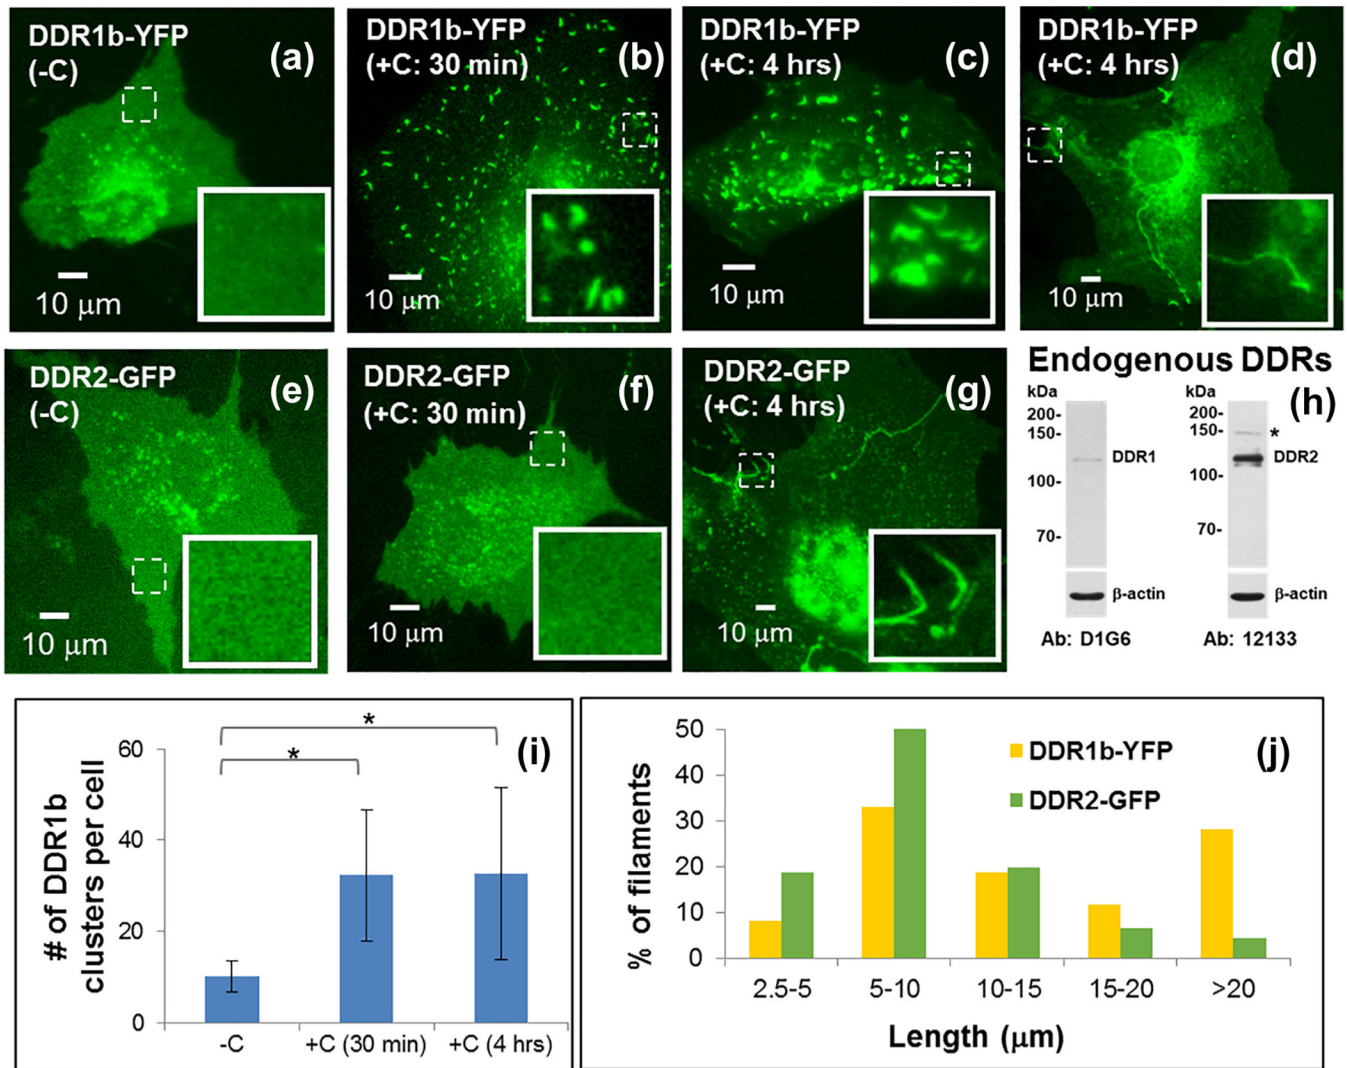 DDR1b-YFP
(-C)
(a)
10 μm
DDR1b-YFP
(+C: 30 min)
(b)
10 μm
DDR1b-YFP
(+C: 4 hrs)
(c)
10 μm
DDR1b-YFP
(+C: 4 hrs)
(d)
10 μm
DDR2-GFP
(-C)
(e)
10 μm
DDR2-GFP
(+C: 30 min)
(f)
10 μm
DDR2-GFP
(+C: 4 hrs)
(g)
10 μm
Endogenous DDRs
(h)
kDa
200-
150-
100-
70-
DDR1
β-actin
Ab: D1G6
kDa
200-
150-
100-
70-
*
DDR2
β-actin
Ab: 12133
(i)
# of DDR1b
clusters per cell
60
40
20
0
*
*
-C
+C (30 min)
+C (4 hrs)
(j)
% of filaments
50
40
30
20
10
0
DDR1b-YFP
DDR2-GFP
2.5-5
5-10
10-15
15-20
>20
Length (μm)